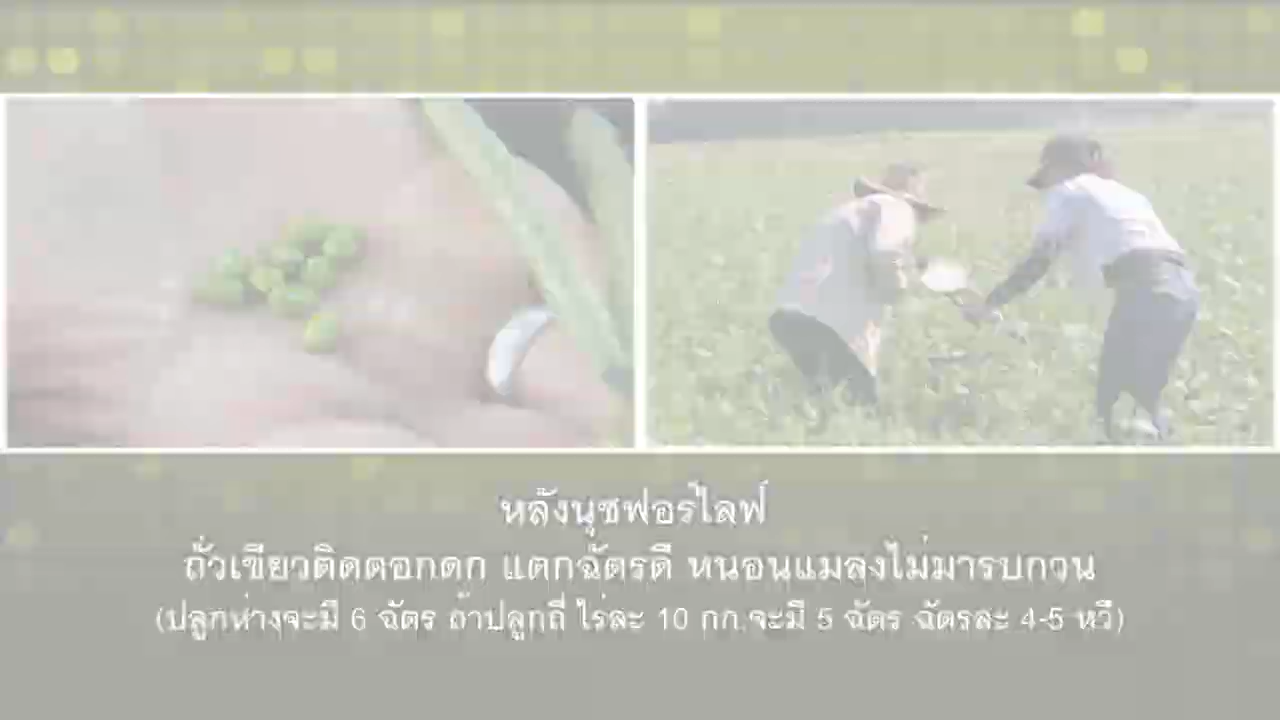 หลังนูชฟอร์ไลฟ์
ถั่วเขียวติดดอกดก แตกฉัตรดี หนอนแมลงไม่มารบกวน
(ปลูกห่างจะมี 6 ฉัตร ถ้าปลูกถี่ ไร่ละ 10 กก.จะมี 5 ฉัตร ฉัตรละ 4-5 หวี)